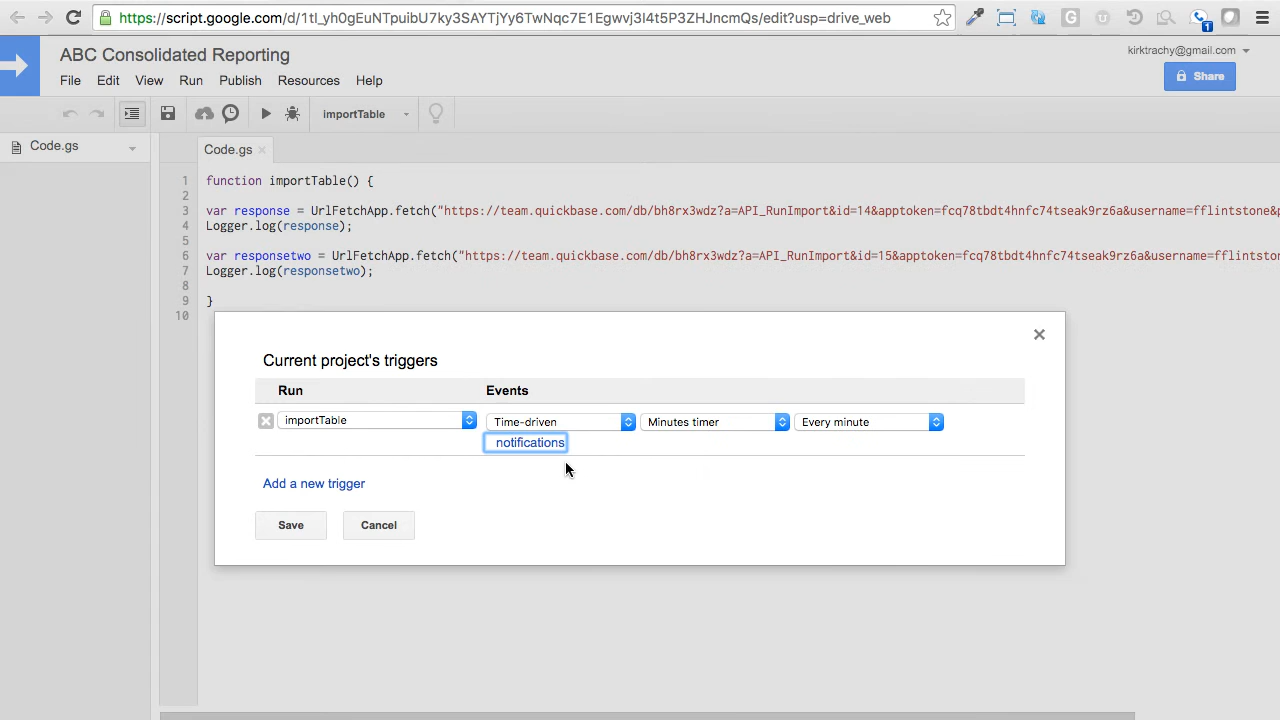 https://script.google.com/d/1tl_yh0gEuNTpuibU7ky3SAYTjYy6TwNqc7E1Egwvj3I4t5P3ZHJncmQs/edit?usp=drive_web
1
ABC Consolidated Reporting
kirktrachy@gmail.com
File Edit View Run Publish Resources Help
Share
importTable
Code.gs
Code.gs
1 function importTable() {
2
3 var response = UrlFetchApp.fetch("https://team.quickbase.com/db/bh8rx3wdz?a=API_RunImport&id=14&apptoken=fcq78tbdt4hnfc74tseak9rz6a&username=fflintstone&p
4 Logger.log(response);
5
6 var responsetwo = UrlFetchApp.fetch("https://team.quickbase.com/db/bh8rx3wdz?a=API_RunImport&id=15&apptoken=fcq78tbdt4hnfc74tseak9rz6a&username=fflintston
7 Logger.log(responsetwo);
8
9 }
10
Current project's triggers
Run Events
importTable Time-driven Minutes timer Every minute
notifications
Add a new trigger
Save Cancel